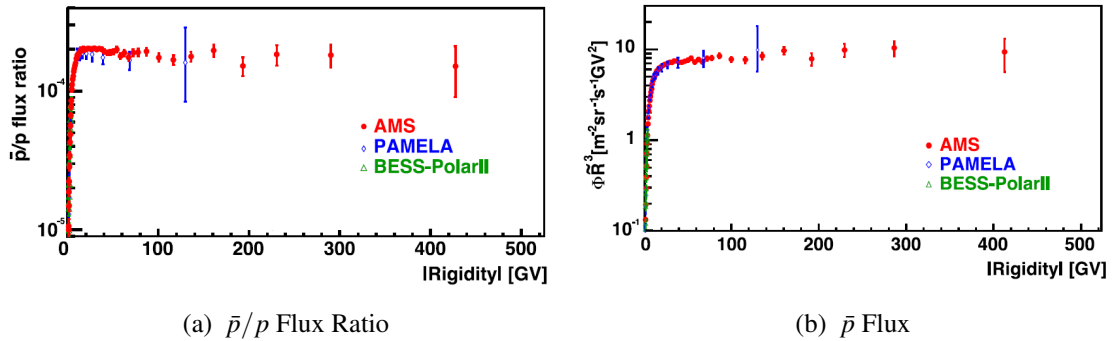 p̄/p flux ratio
10⁻⁴
10⁻⁵
AMS
PAMELA
BESS-PolarII
0 100 200 300 400 500
|Rigidity| [GV]
(a) p̄/p Flux Ratio
ΦR̃³[m⁻²sr⁻¹s⁻¹GV²]
10
1
10⁻¹
AMS
PAMELA
BESS-PolarII
0 100 200 300 400 500
|Rigidity| [GV]
(b) p̄ Flux